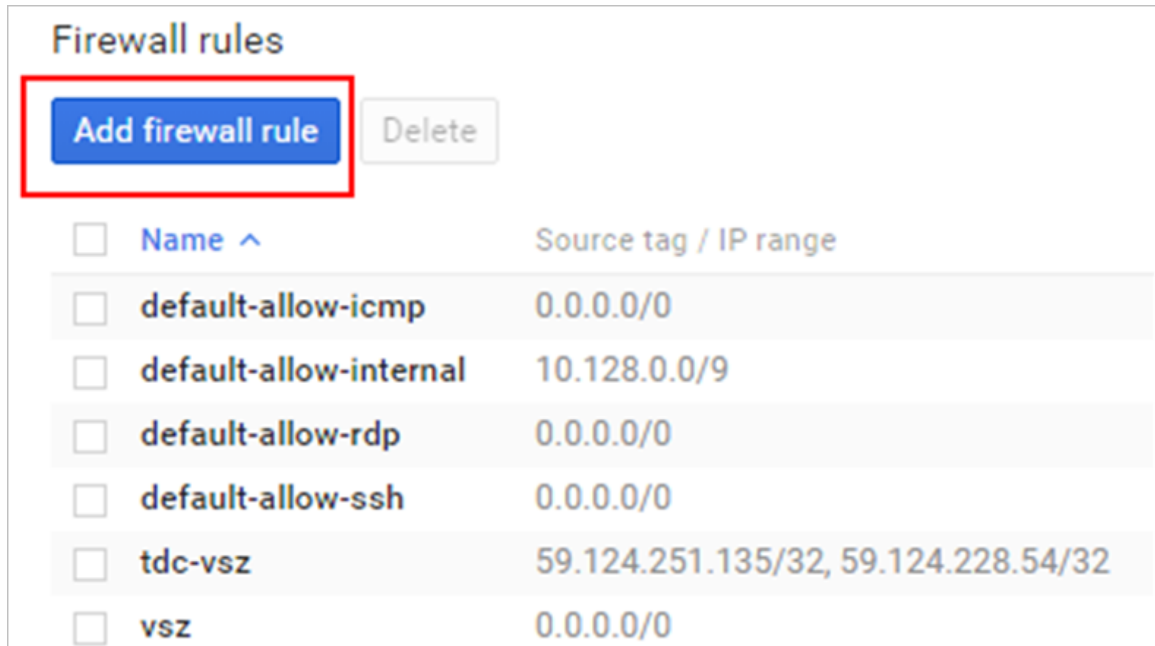 Firewall rules
Add firewall rule Delete
Name Source tag / IP range
default-allow-icmp 0.0.0.0/0
default-allow-internal 10.128.0.0/9
default-allow-rdp 0.0.0.0/0
default-allow-ssh 0.0.0.0/0
tdc-vsz 59.124.251.135/32, 59.124.228.54/32
vsz 0.0.0.0/0